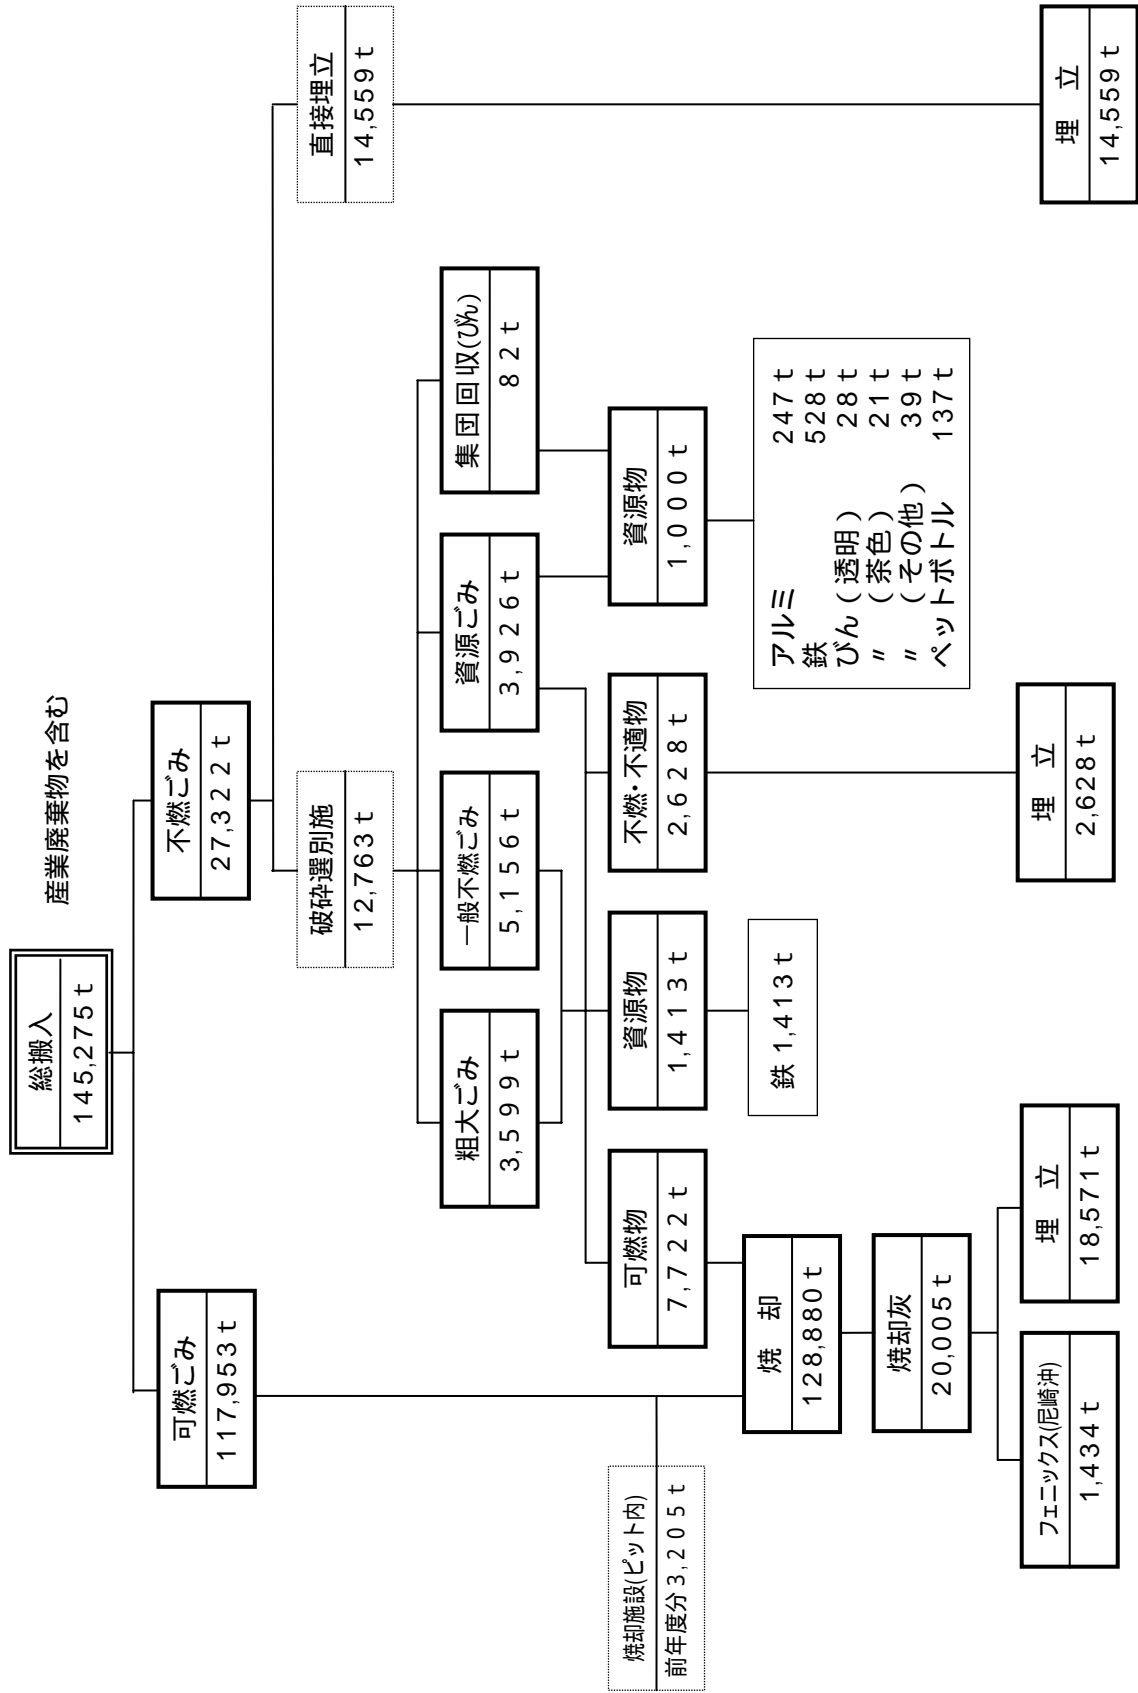 産業廃棄物を含む
総搬入
145,275t
可燃ごみ
117,953t
不燃ごみ
27,322t
破砕選別施
12,763t
直接埋立
14,559t
粗大ごみ
3,599t
一般不燃ごみ
5,156t
資源ごみ
3,926t
集団回収(びん)
82t
焼却施設(ピット内)
前年度分3,205t
可燃物
7,722t
資源物
1,413t
不燃・不適物
2,628t
資源物
1,000t
焼 却
128,880t
鉄 1,413t
アルミ 247t
鉄 528t
びん(透明) 28t
〃 (茶色) 21t
〃 (その他) 39t
ペットボトル 137t
焼却灰
20,005t
フェニックス(尼崎沖)
1,434t
埋 立
18,571t
埋 立
2,628t
埋 立
14,559t